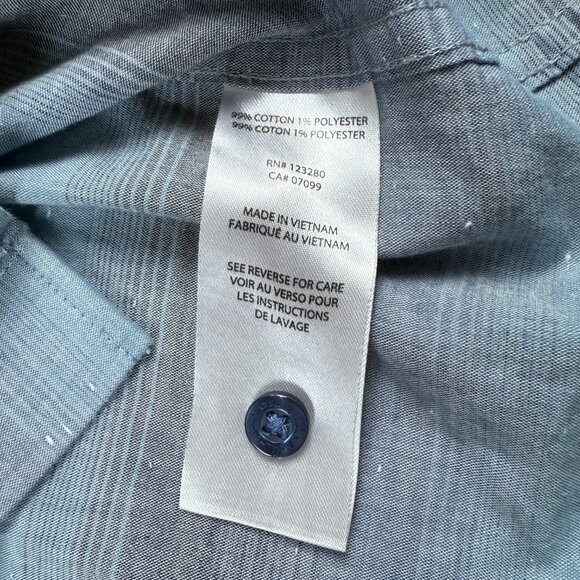 99% COTTON 1% POLYESTER
99% COTON 1% POLYESTER
RN# 123280
CA# 07099
MADE IN VIETNAM
FABRIQUÉ AU VIETNAM
SEE REVERSE FOR CARE
VOIR AU VERSO POUR
LES INSTRUCTIONS
DE LAVAGE